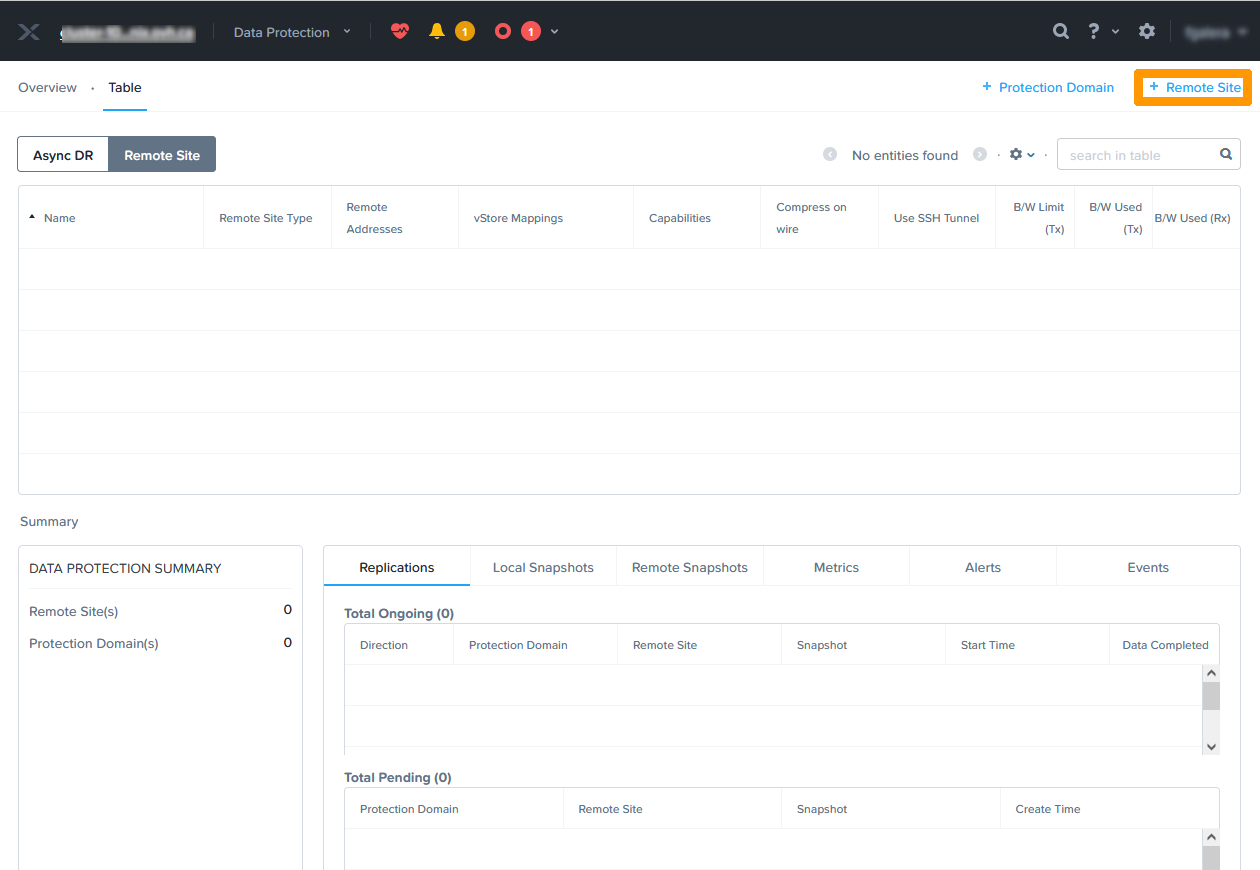 Data Protection
1
1
?
Overview · Table
+ Protection Domain
+ Remote Site
Async DR
Remote Site
No entities found
search in table
Name
Remote Site Type
Remote
Addresses
vStore Mappings
Capabilities
Compress on
wire
Use SSH Tunnel
B/W Limit
(Tx)
B/W Used
(Tx)
B/W Used (Rx)
Summary
DATA PROTECTION SUMMARY
Remote Site(s) 0
Protection Domain(s) 0
Replications
Local Snapshots
Remote Snapshots
Metrics
Alerts
Events
Total Ongoing (0)
Direction
Protection Domain
Remote Site
Snapshot
Start Time
Data Completed
Total Pending (0)
Protection Domain
Remote Site
Snapshot
Create Time